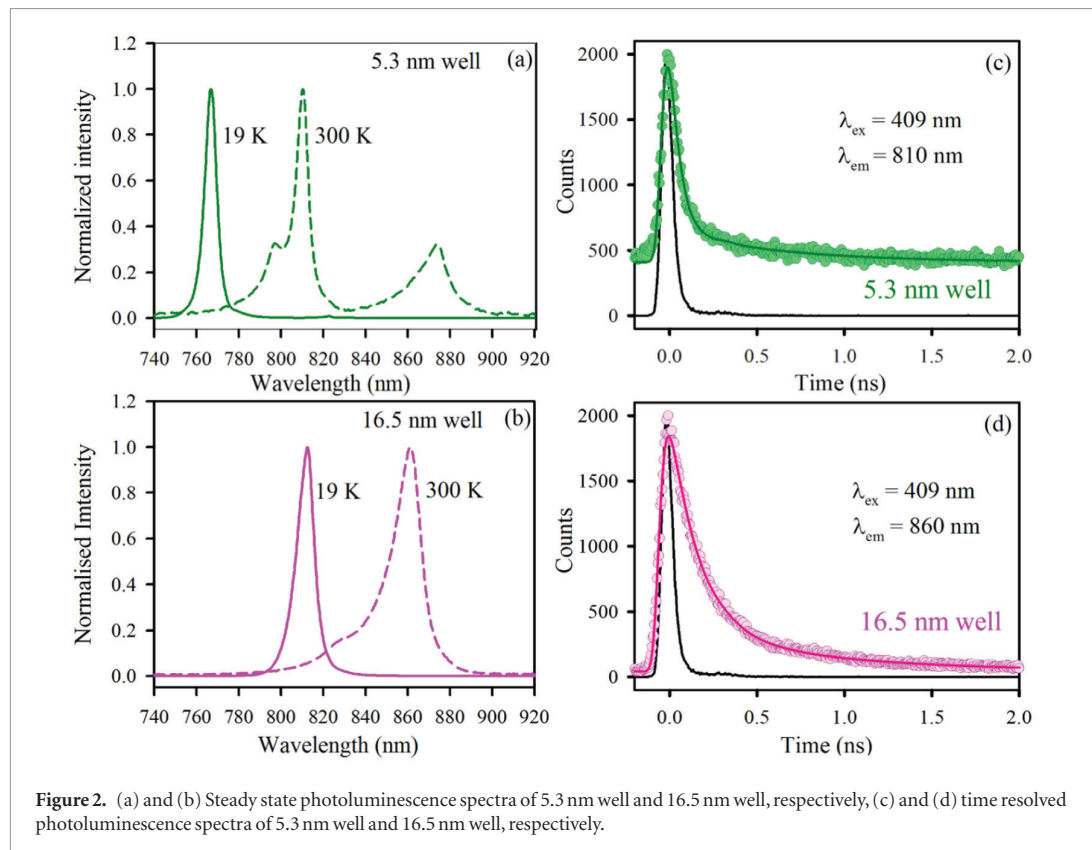 1.2
1.0
0.8
0.6
0.4
0.2
0.0
Normalized intensity
5.3 nm well (a)
19 K 300 K
740 760 780 800 820 840 860 880 900 920
Wavelength (nm)
1.2
1.0
0.8
0.6
0.4
0.2
0.0
Normalised Imtensity
16.5 nm well (b)
19 K 300 K
740 760 780 800 820 840 860 880 900 920
Wavelength (nm)
2000
1500
1000
500
0
Counts
(c)
λex = 409 nm
λem = 810 nm
5.3 nm well
0.0 0.5 1.0 1.5 2.0
Time (ns)
2000
1500
1000
500
0
Counts
(d)
λex = 409 nm
λem = 860 nm
16.5 nm well
0.0 0.5 1.0 1.5 2.0
Time (ns)
Figure 2. (a) and (b) Steady state photoluminescence spectra of 5.3 nm well and 16.5 nm well, respectively, (c) and (d) time resolved
photoluminescence spectra of 5.3 nm well and 16.5 nm well, respectively.